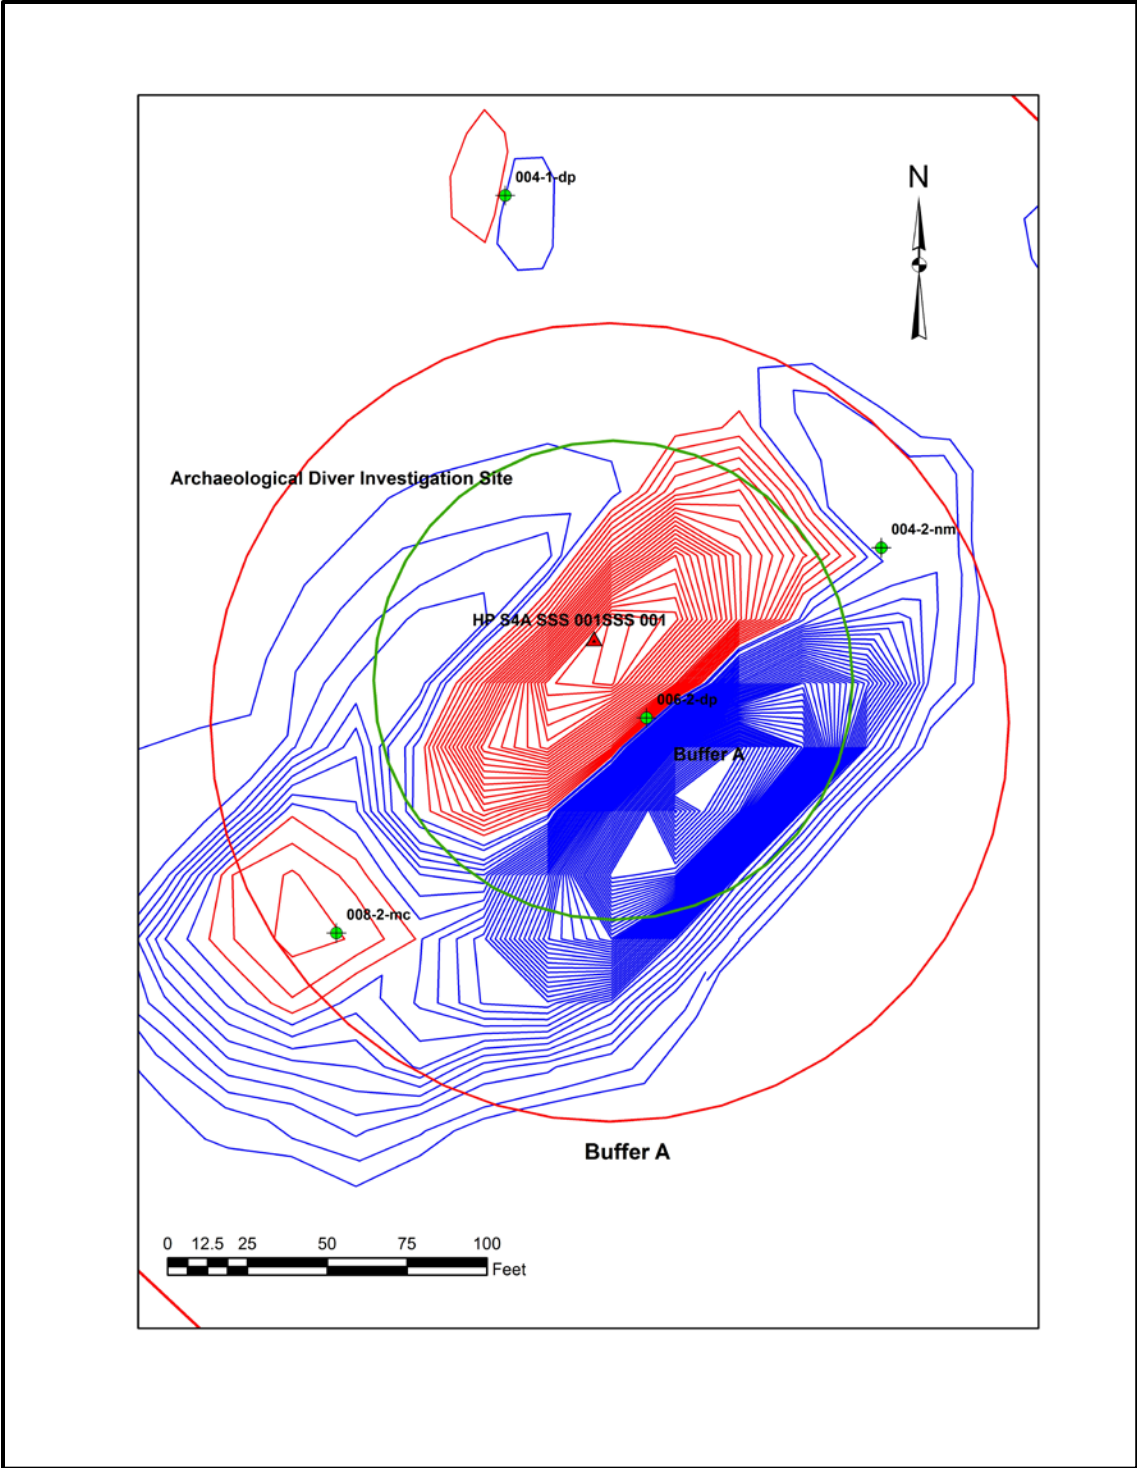 004-1-dp
N
Archaeological Diver Investigation Site
004-2-nm
HP S4A SSS 001SSS 001
006-2-dp
Buffer A
008-2-mc
Buffer A
0 12.5 25 50 75 100
Feet